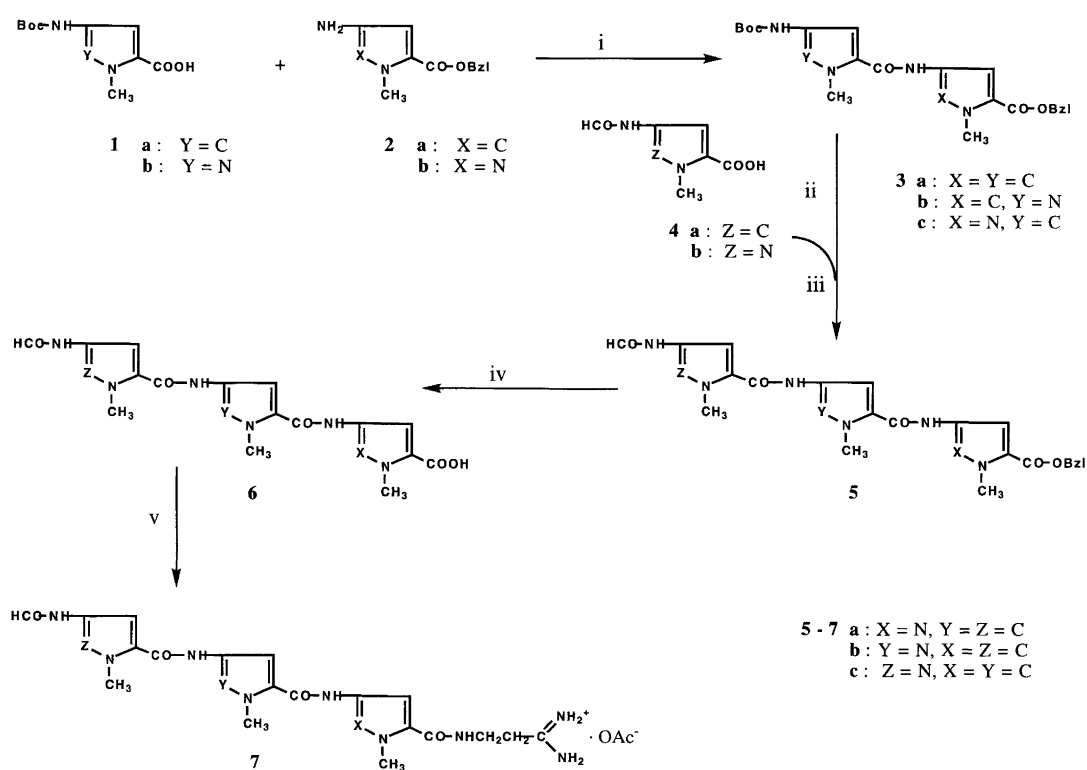 Boc-NH Y N COOH CH₃
1 a : Y = C
b : Y = N
+
NH₂ X N CO-OBzl CH₃
2 a : X = C
b : X = N
i
Boc-NH Y N CO-NH CH₃ X N CO-OBzl CH₃
3 a : X = Y = C
b : X = C, Y = N
c : X = N, Y = C
HCO-NH Z N COOH CH₃
4 a : Z = C
b : Z = N
ii
iii
HCO-NH Z N CO-NH CH₃ Y N CO-NH CH₃ X N CO-OBzl CH₃
5
iv
HCO-NH Z N CO-NH CH₃ Y N CO-NH CH₃ X N COOH CH₃
6
v
HCO-NH Z N CO-NH CH₃ Y N CO-NH CH₃ X N CO-NHCH₂CH₂ NH₂⁺ NH₂ CH₃ · OAc⁻
7
5 - 7 a : X = N, Y = Z = C
b : Y = N, X = Z = C
c : Z = N, X = Y = C